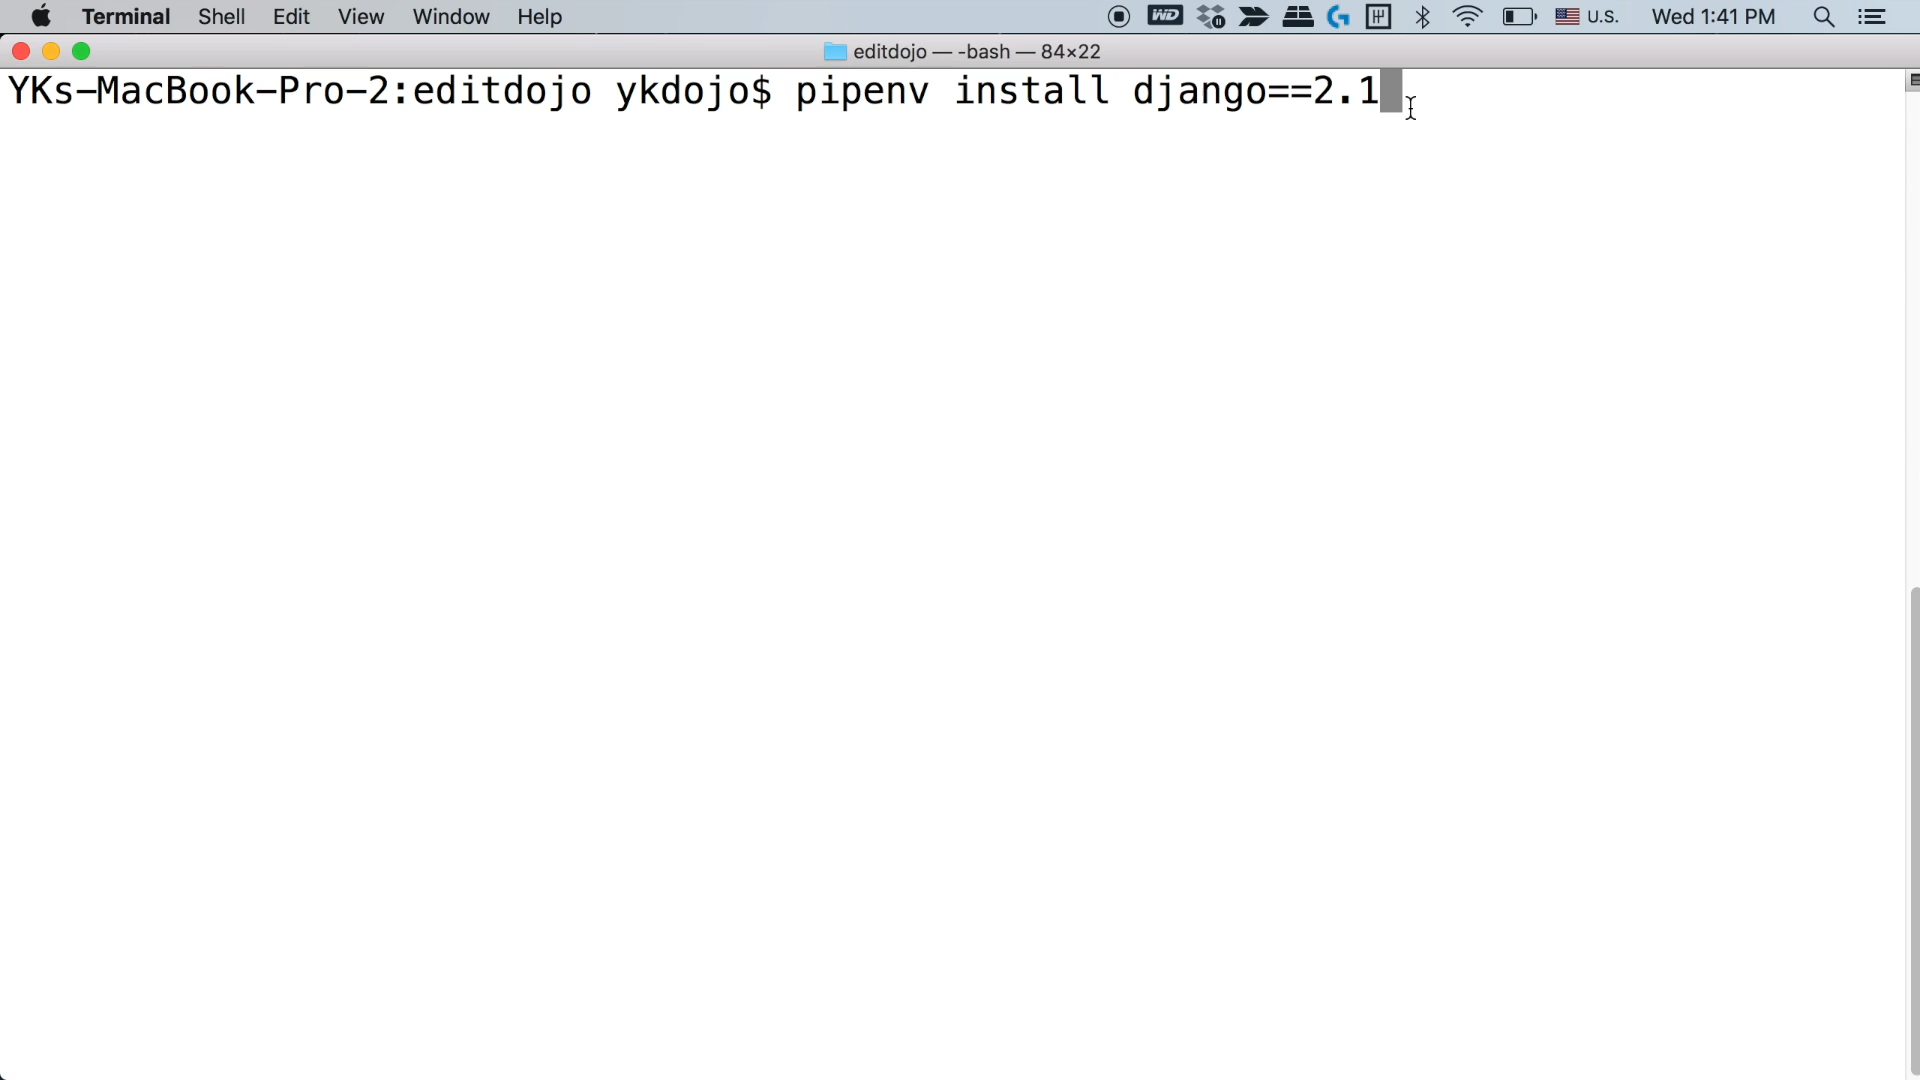 Terminal Shell Edit View Window Help WD U.S. Wed 1:41 PM
editdojo — -bash — 84×22
YKs-MacBook-Pro-2:editdojo ykdojo$ pipenv install django==2.1